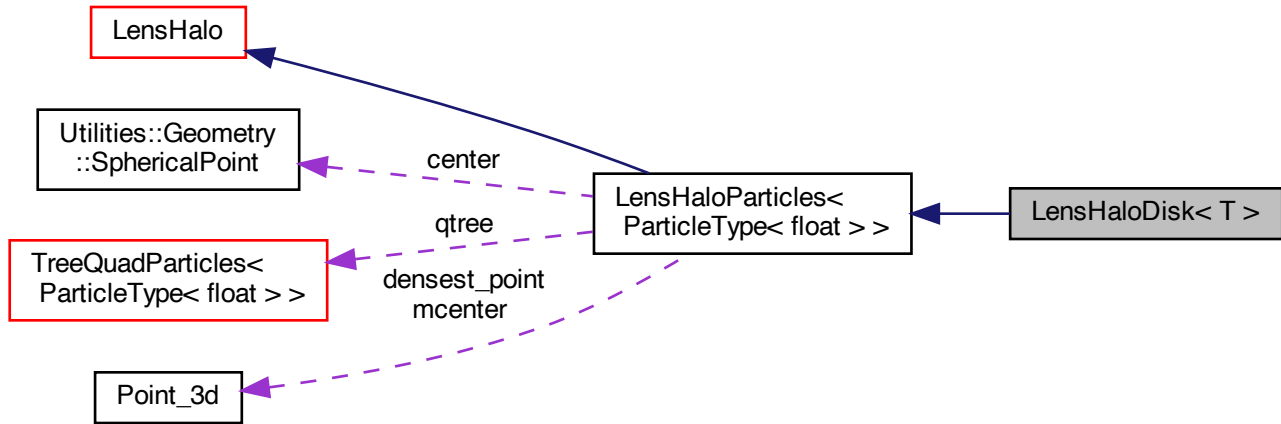 LensHalo
Utilities::Geometry
::SphericalPoint
center
LensHaloParticles<
ParticleType< float > >
LensHaloDisk< T >
qtree
TreeQuadParticles<
ParticleType< float > >
densest_point
mcenter
Point_3d